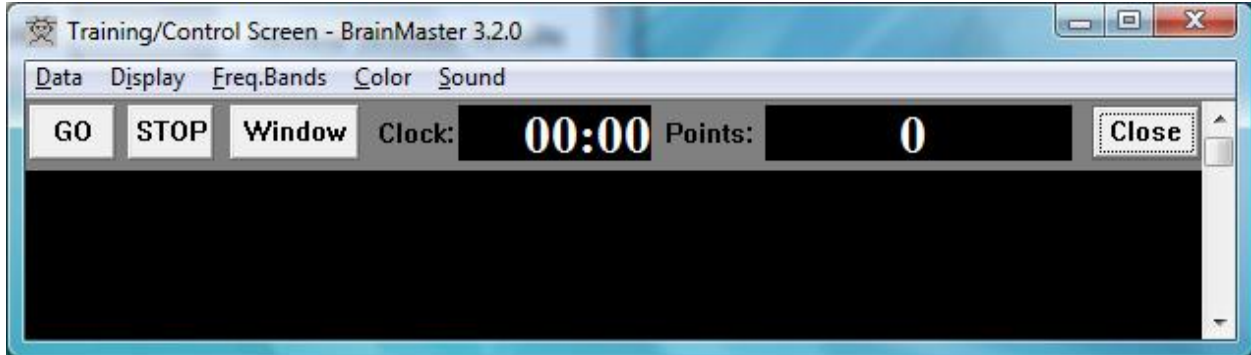 Training/Control Screen - BrainMaster 3.2.0
Data Display Freq.Bands Color Sound
GO STOP Window Clock: 00:00 Points: 0 Close